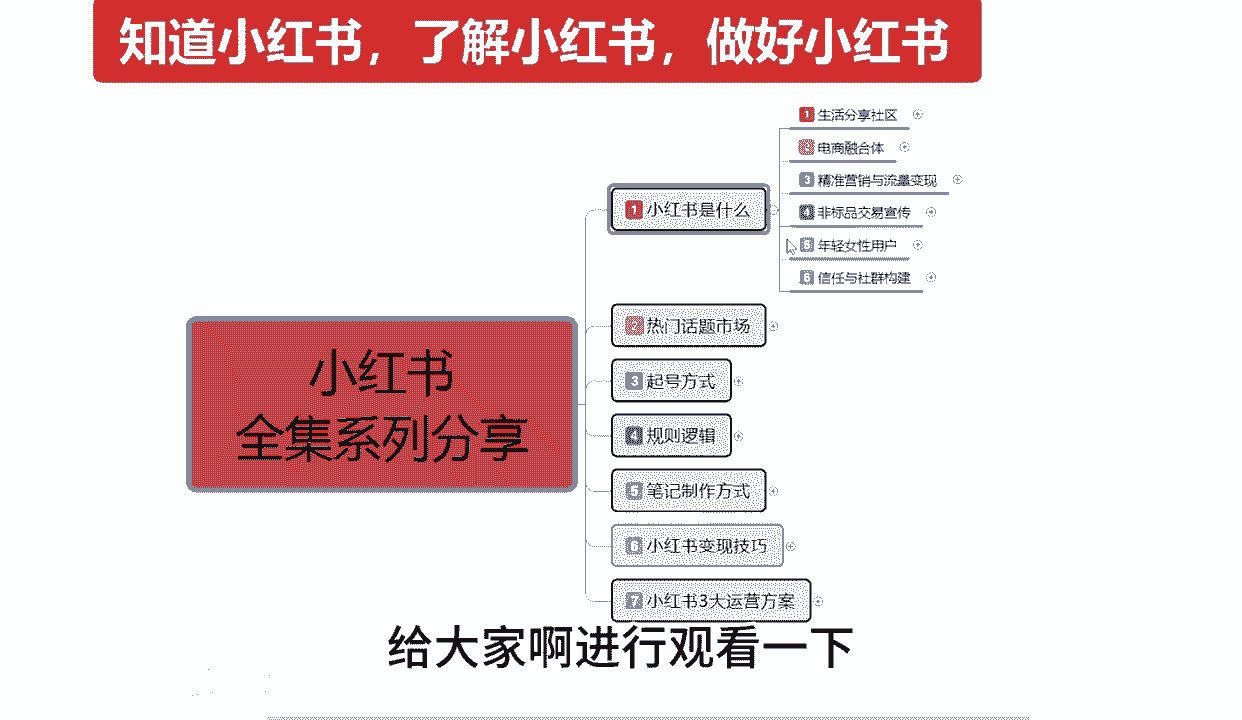 知道小红书，了解小红书，做好小红书
小红书
全集系列分享
1 小红书是什么
1 生活分享社区
2 电商融合体
3 精准营销与流量变现
4 非标品交易宣传
5 年轻女性用户
6 信任与社群构建
2 热门话题市场
3 起号方式
4 规则逻辑
5 笔记制作方式
6 小红书变现技巧
7 小红书3大运营方案
给大家啊进行观看一下